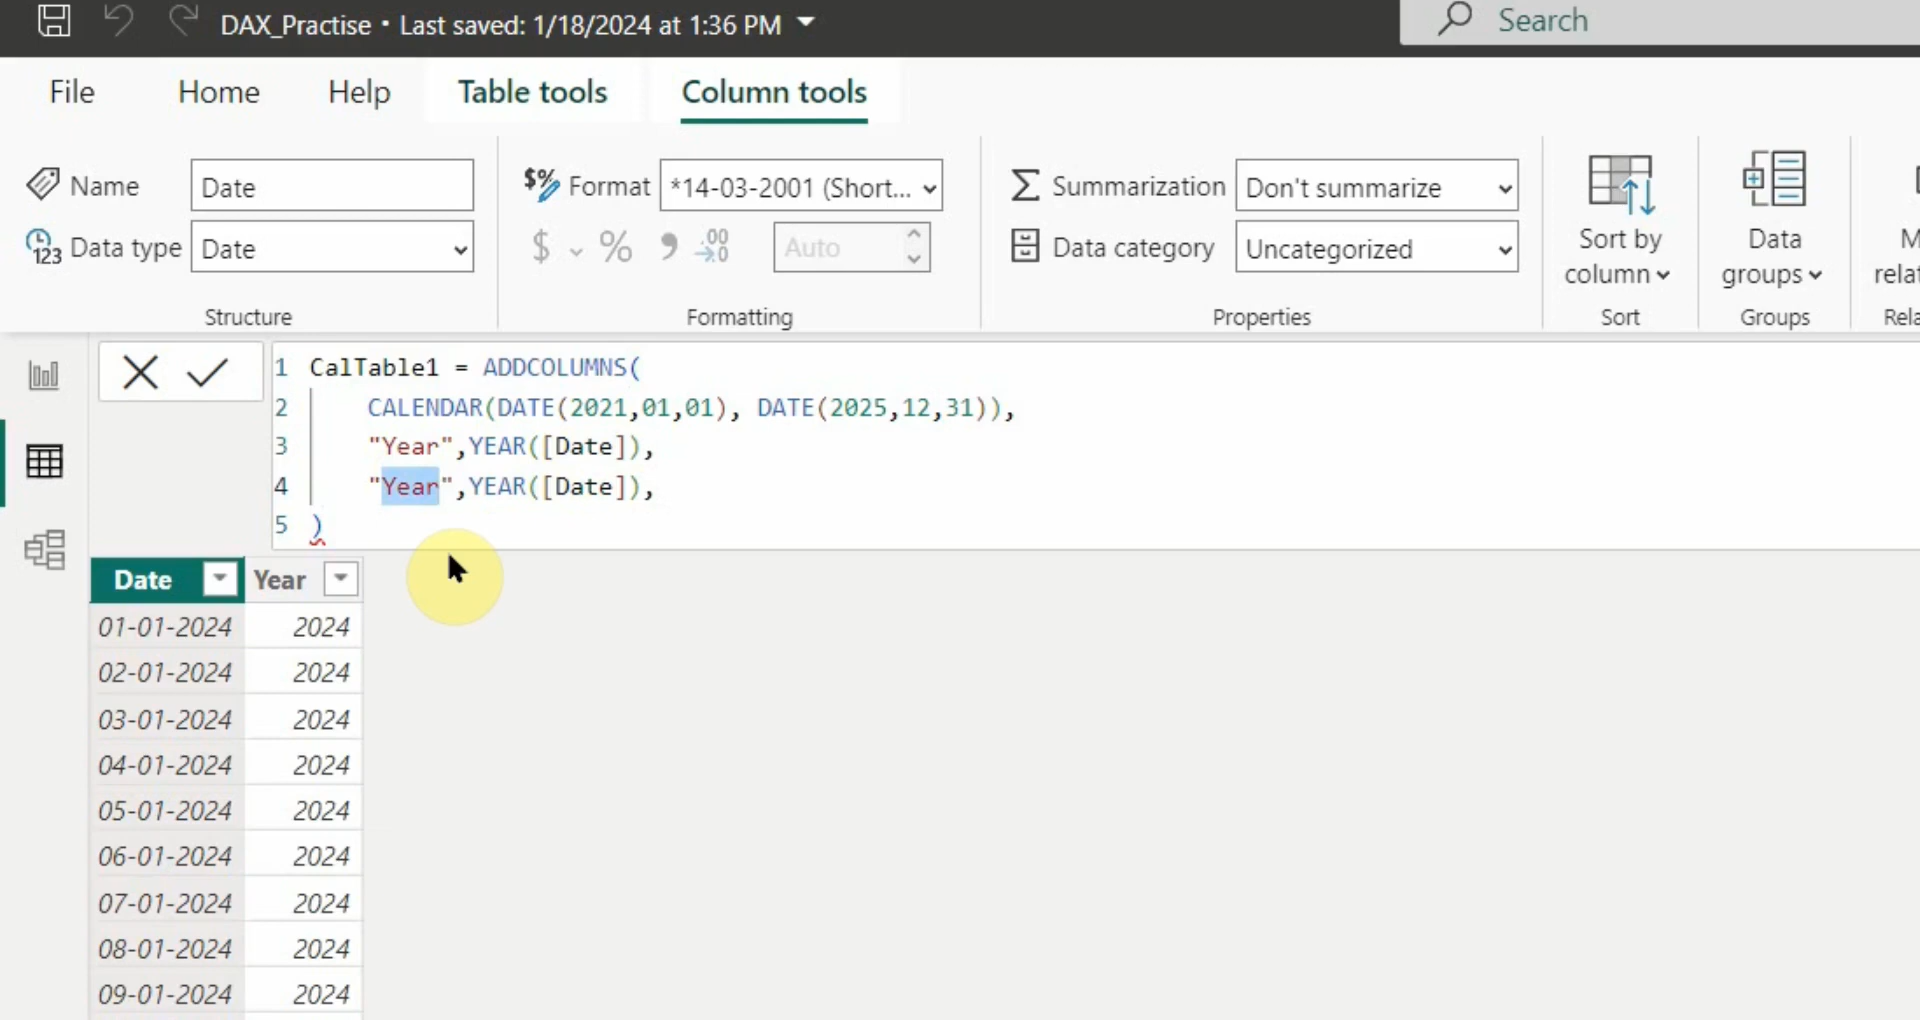 DAX_Practise • Last saved: 1/18/2024 at 1:36 PM
Search
File Home Help Table tools Column tools
Name Date
Data type Date
Structure
$% Format *14-03-2001 (Short...
$ % 9 .00 →0 Auto
Formatting
Σ Summarization Don't summarize
Data category Uncategorized
Properties
Sort by
column
Sort
Data
groups
Groups
1 CalTable1 = ADDCOLUMNS(
2 CALENDAR(DATE(2021,01,01), DATE(2025,12,31)),
3 "Year",YEAR([Date]),
4 "Year",YEAR([Date]),
5 )
Date Year
01-01-2024 2024
02-01-2024 2024
03-01-2024 2024
04-01-2024 2024
05-01-2024 2024
06-01-2024 2024
07-01-2024 2024
08-01-2024 2024
09-01-2024 2024